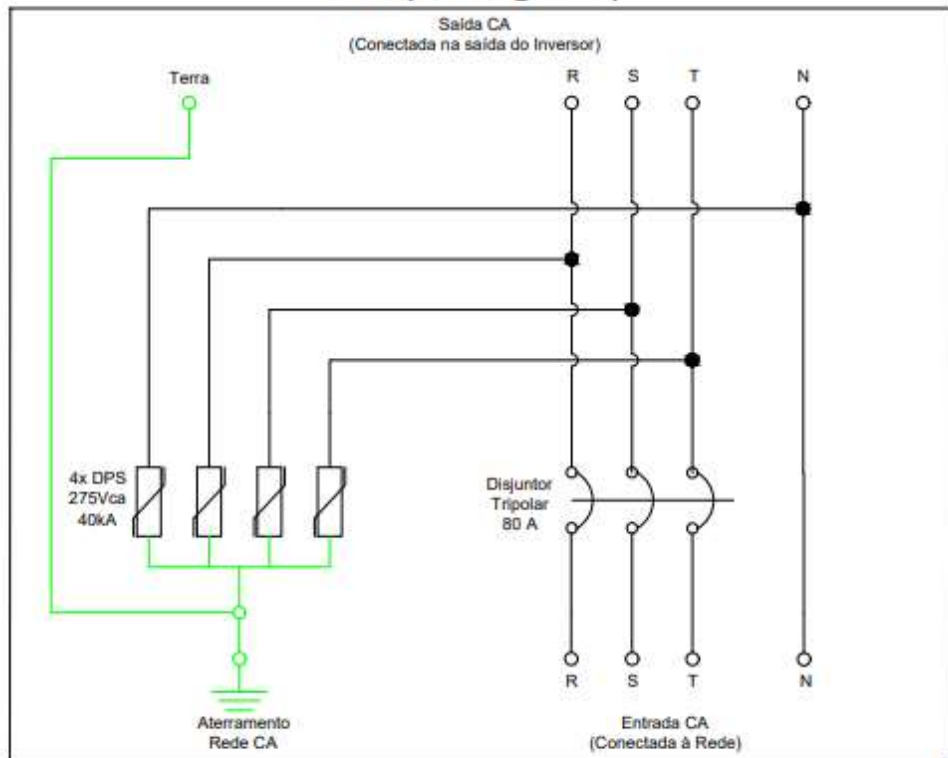 Saída CA
(Conectada na saída do Inversor)
Terra
R S T N
4x DPS
275Vca
40kA
Disjuntor
Tripolar
80 A
R S T N
Aterramento
Rede CA
Entrada CA
(Conectada à Rede)